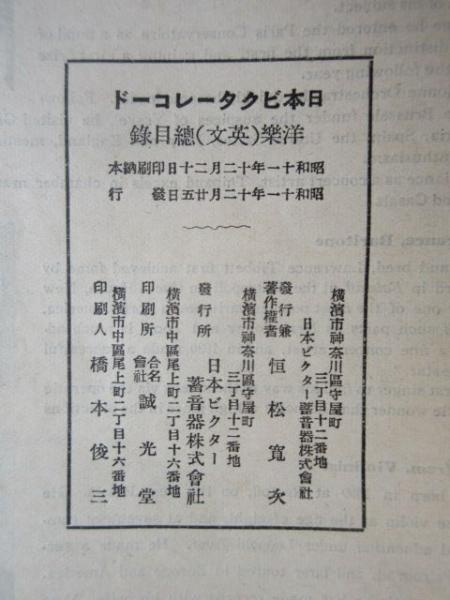 日本ビクターレコード
洋樂(英文)總目錄
昭和十一年十二月二十日印刷納本
昭和十一年十二月廿五日發行
横濱市神奈川區守屋町
三丁目十二番地
日本ビクター蓄音器株式會社
發行兼
著作權者 恒松寬次
横濱市神奈川區守屋町
三丁目十二番地
發行所 日本ビクター
蓄音器株式會社
横濱市中區尾上町二丁目十六番地
印刷所 合名會社 誠光堂
横濱市中區尾上町二丁目十六番地
印刷人 橋本俊三